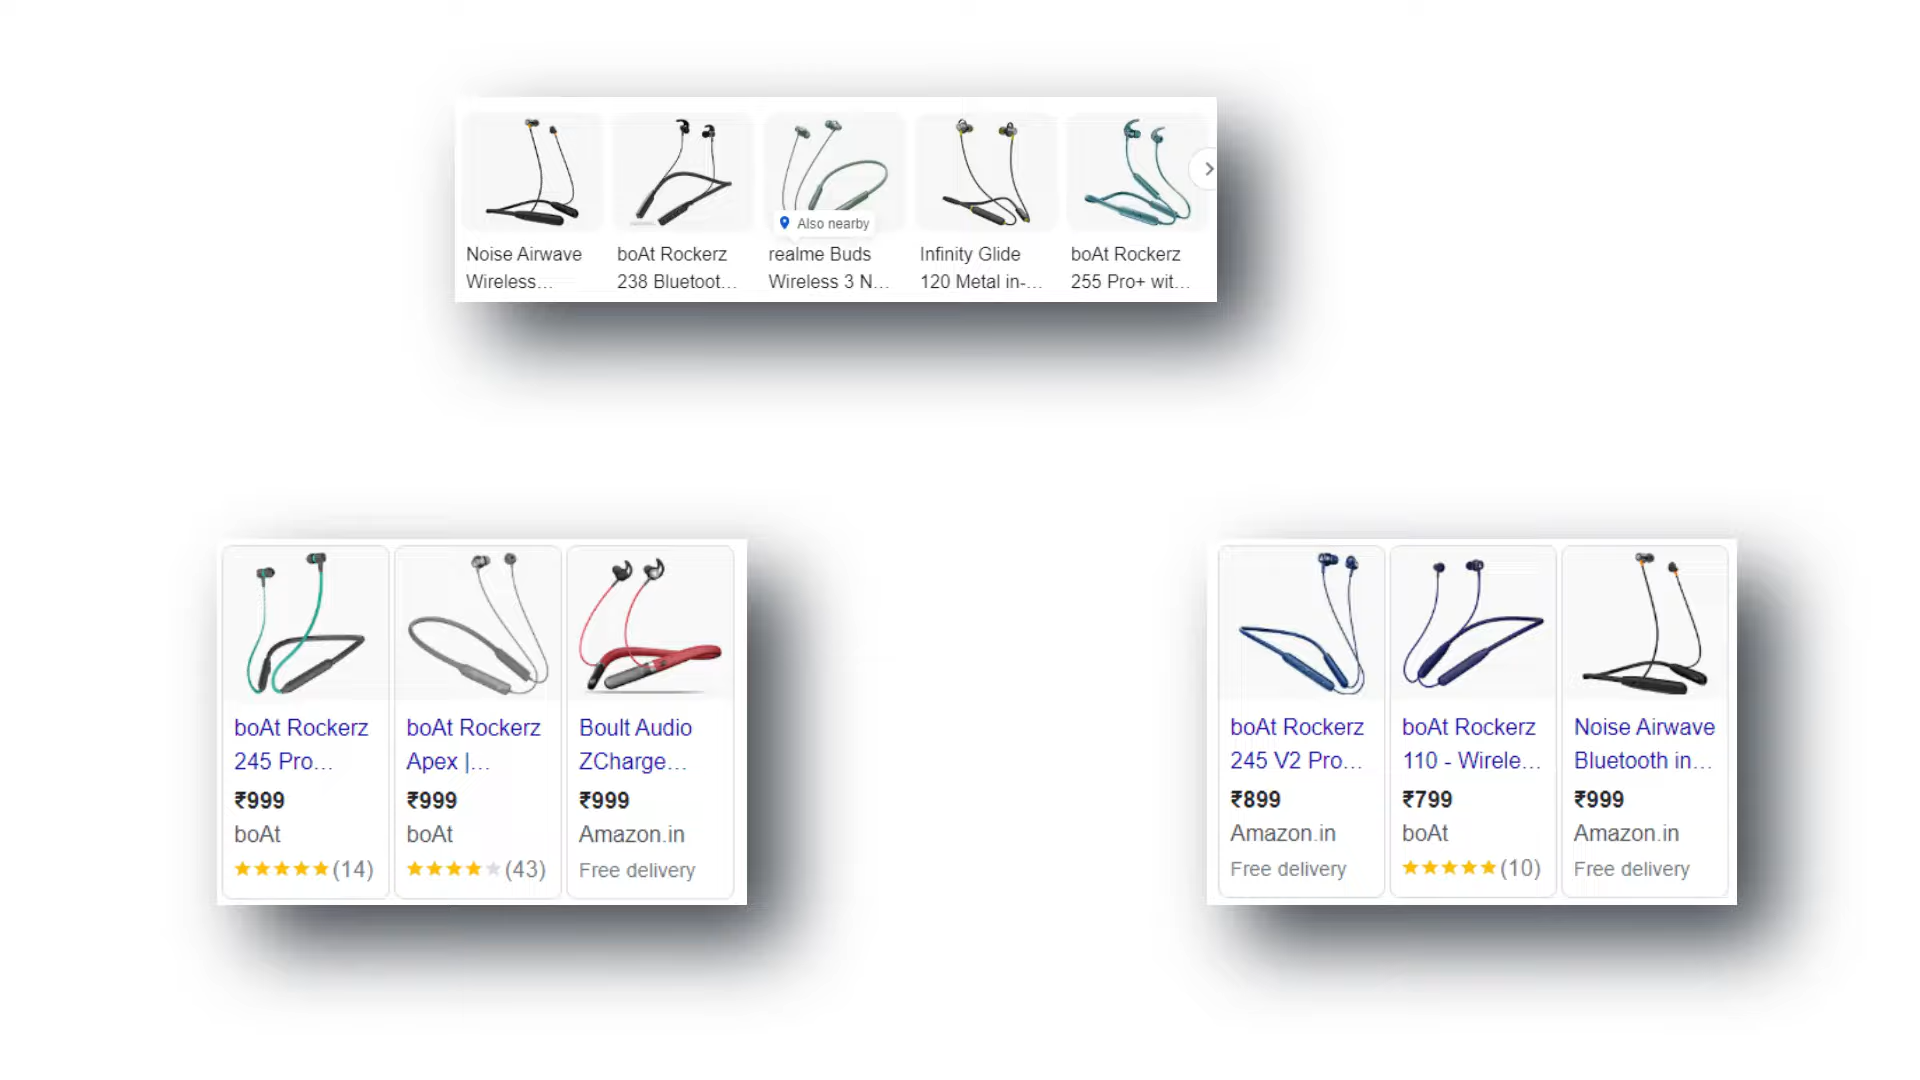 Also nearby
Noise Airwave
Wireless...
boAt Rockerz
238 Bluetoot...
realme Buds
Wireless 3 N...
Infinity Glide
120 Metal in-...
boAt Rockerz
255 Pro+ wit...
boAt Rockerz
245 Pro...
₹999
boAt
(14)
boAt Rockerz
Apex |...
₹999
boAt
(43)
Boult Audio
ZCharge...
₹999
Amazon.in
Free delivery
boAt Rockerz
245 V2 Pro...
₹899
Amazon.in
Free delivery
boAt Rockerz
110 - Wirele...
₹799
boAt
(10)
Noise Airwave
Bluetooth in...
₹999
Amazon.in
Free delivery